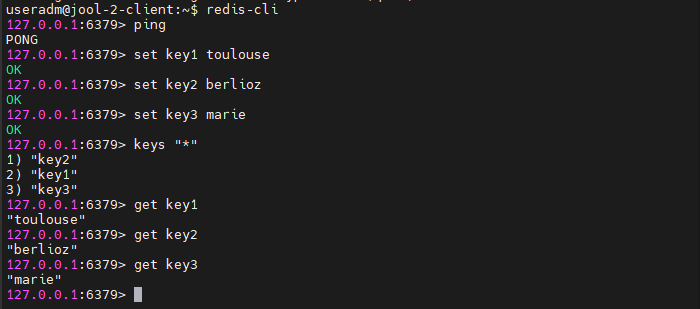 useradm@jool-2-client:~$ redis-cli
127.0.0.1:6379> ping
PONG
127.0.0.1:6379> set key1 toulouse
OK
127.0.0.1:6379> set key2 berlioz
OK
127.0.0.1:6379> set key3 marie
OK
127.0.0.1:6379> keys "*"
1) "key2"
2) "key1"
3) "key3"
127.0.0.1:6379> get key1
"toulouse"
127.0.0.1:6379> get key2
"berlioz"
127.0.0.1:6379> get key3
"marie"
127.0.0.1:6379>